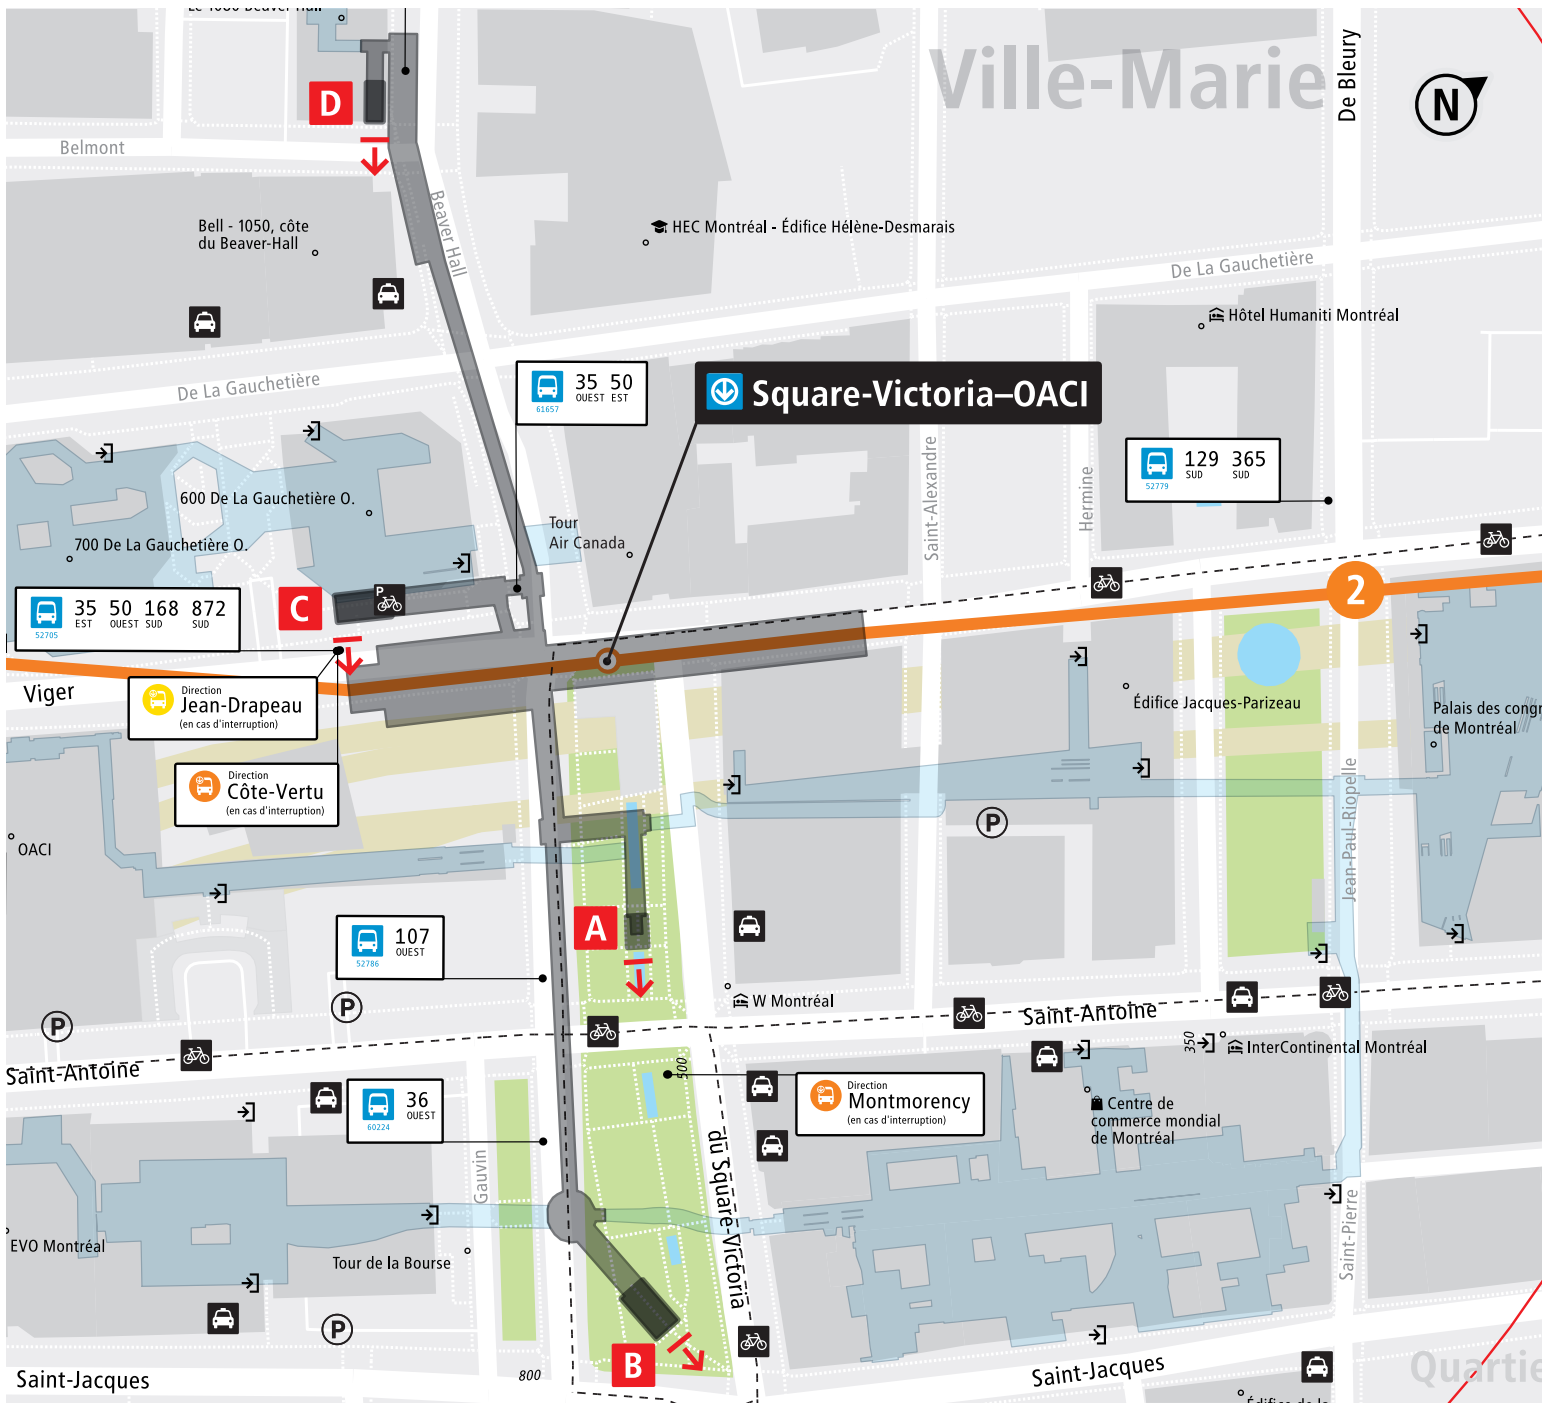 Le 1080 Beaver Hall
Ville-Marie
De Bleury
N
D
Belmont
Beaver Hall
Bell - 1050, côte
du Beaver-Hall
HEC Montréal - Édifice Hélène-Desmarais
De La Gauchetière
Hôtel Humaniti Montréal
De La Gauchetière
35 50
OUEST EST
61657
Square-Victoria–OACI
Saint-Alexandre
Hermine
129 365
SUD SUD
52779
600 De La Gauchetière O.
700 De La Gauchetière O.
Tour
Air Canada
P
C
35 50 168 872
EST OUEST SUD SUD
52705
2
Viger
Direction
Jean-Drapeau
(en cas d'interruption)
Direction
Côte-Vertu
(en cas d'interruption)
Édifice Jacques-Parizeau
Palais des congr
de Montréal
Jean-Paul-Riopelle
P
OACI
A
107
OUEST
52786
P
P
W Montréal
Saint-Antoine
Saint-Antoine
350
InterContinental Montréal
500
36
OUEST
60224
Direction
Montmorency
(en cas d'interruption)
Centre de
commerce mondial
de Montréal
Gauvin
du Square-Victoria
Saint-Pierre
EVO Montréal
Tour de la Bourse
P
B
800
Saint-Jacques
Saint-Jacques
Quartie
Édifice de la